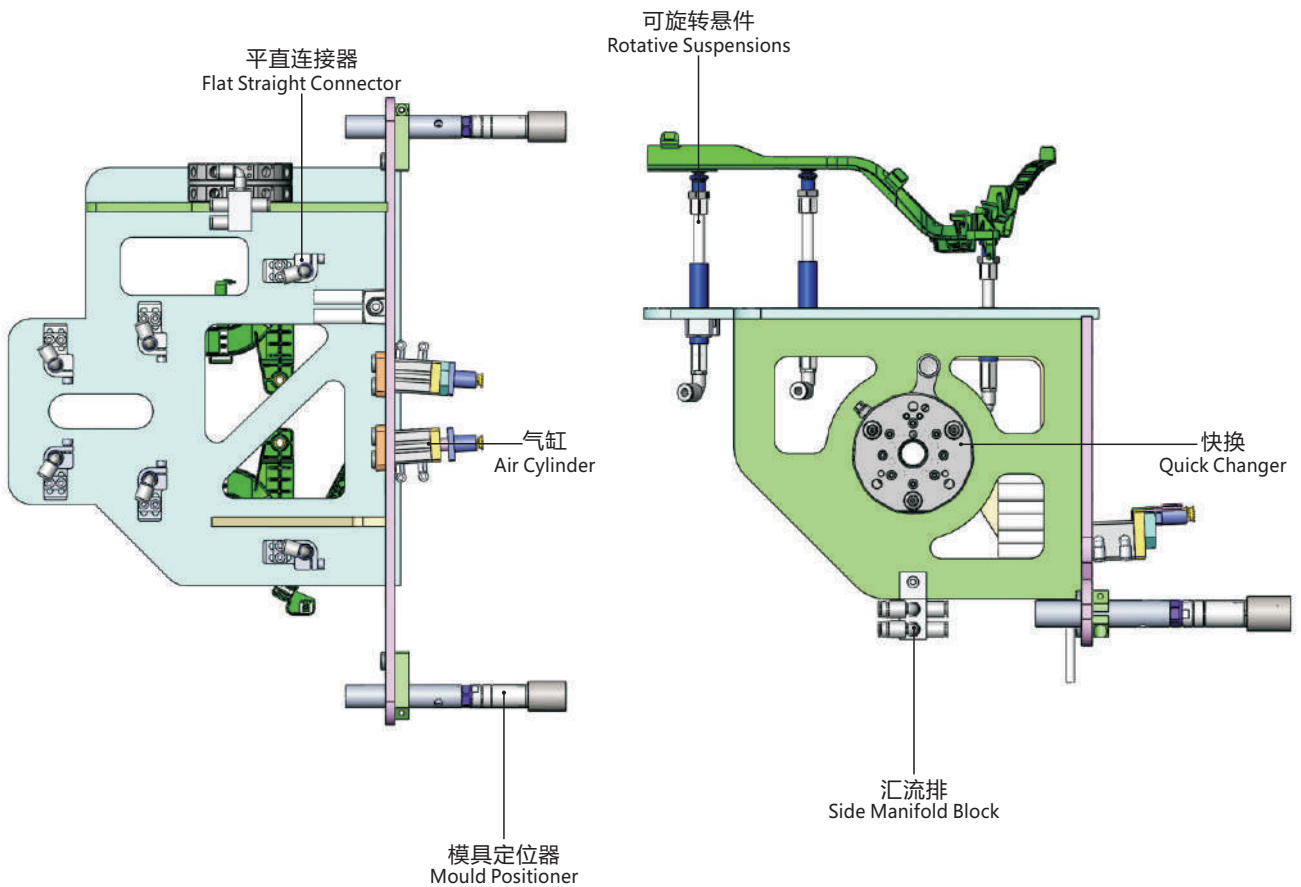 可旋转悬件
Rotative Suspensions
平直连接器
Flat Straight Connector
气缸
Air Cylinder
快换
Quick Changer
汇流排
Side Manifold Block
模具定位器
Mould Positioner